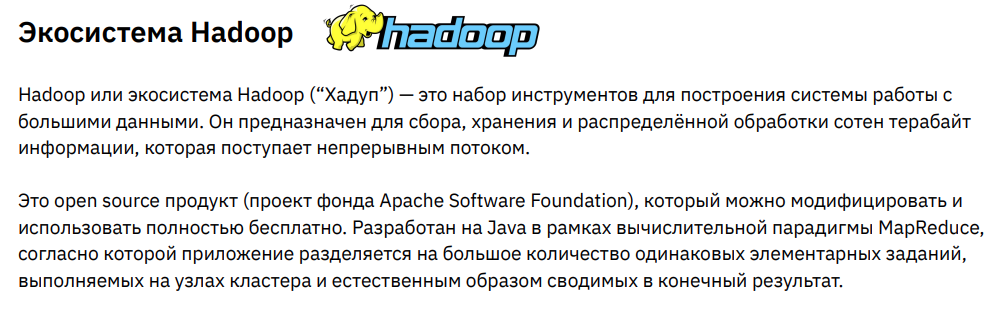 Экосистема Hadoop hadoop
Hadoop или экосистема Hadoop (“Хадуп”) — это набор инструментов для построения системы работы с
большими данными. Он предназначен для сбора, хранения и распределённой обработки сотен терабайт
информации, которая поступает непрерывным потоком.
Это open source продукт (проект фонда Apache Software Foundation), который можно модифицировать и
использовать полностью бесплатно. Разработан на Java в рамках вычислительной парадигмы MapReduce,
согласно которой приложение разделяется на большое количество одинаковых элементарных заданий,
выполняемых на узлах кластера и естественным образом сводимых в конечный результат.